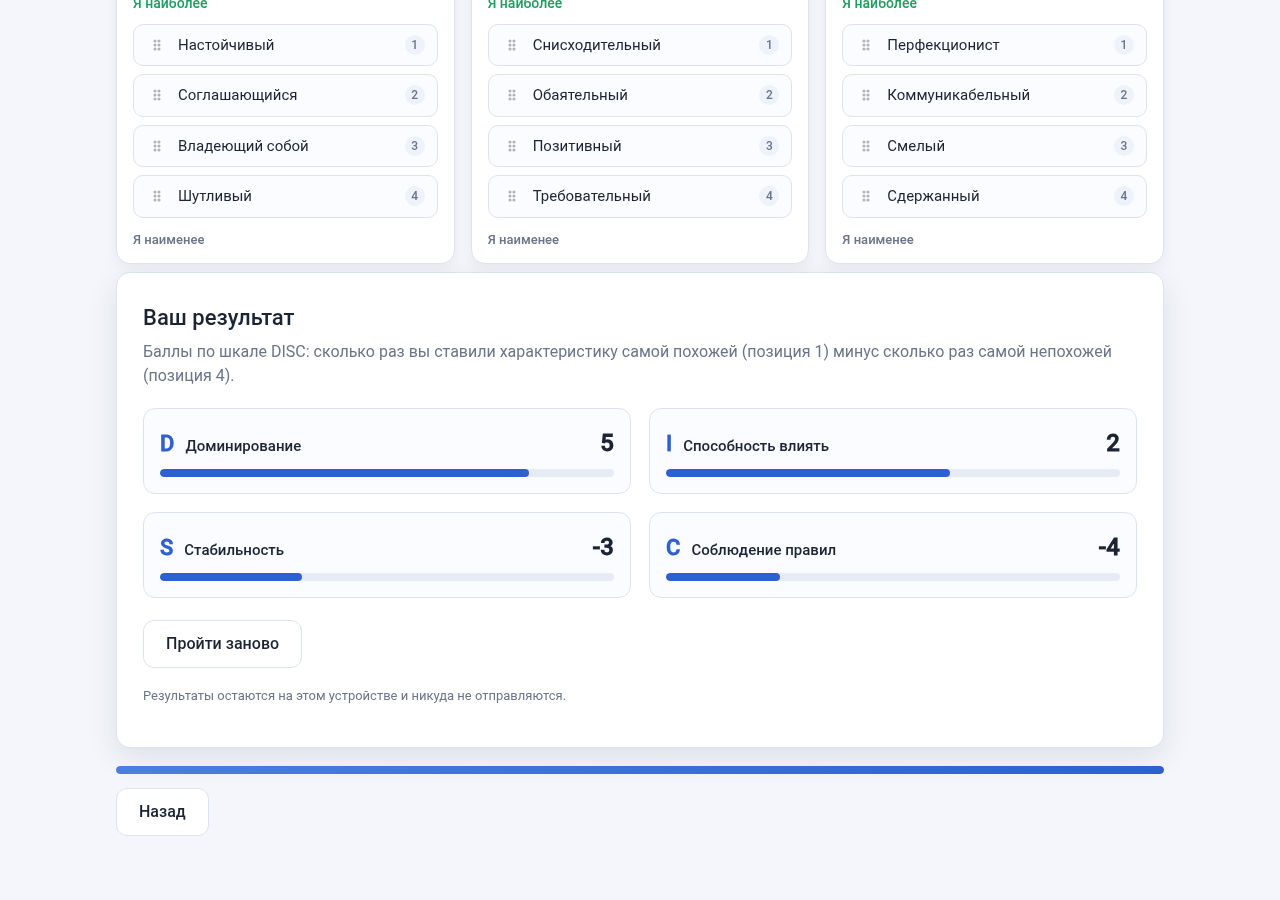 Я наиболее
Настойчивый 1
Соглашающийся 2
Владеющий собой 3
Шутливый 4
Я наименее
Я наиболее
Снисходительный 1
Обаятельный 2
Позитивный 3
Требовательный 4
Я наименее
Я наиболее
Перфекционист 1
Коммуникабельный 2
Смелый 3
Сдержанный 4
Я наименее
Ваш результат
Баллы по шкале DISC: сколько раз вы ставили характеристику самой похожей (позиция 1) минус сколько раз самой непохожей
(позиция 4).
D Доминирование 5
I Способность влиять 2
S Стабильность -3
C Соблюдение правил -4
Пройти заново
Результаты остаются на этом устройстве и никуда не отправляются.
Назад